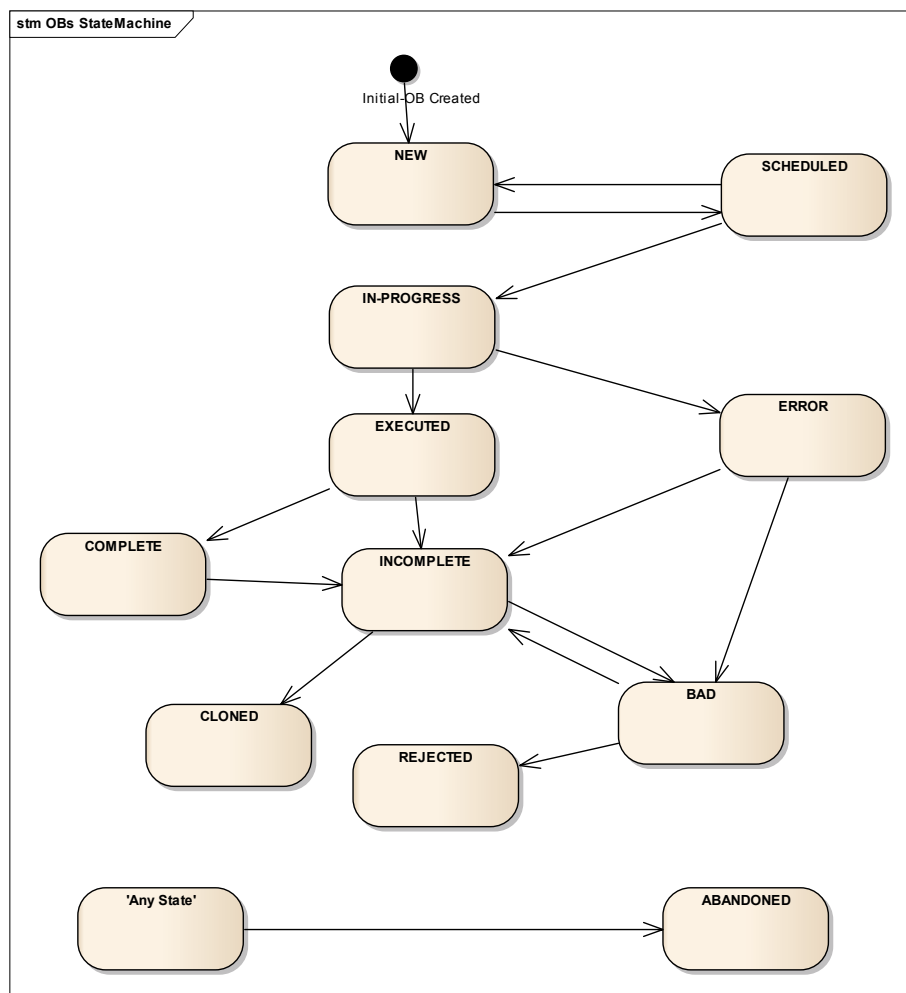 stm OBs StateMachine
Initial-OB Created
NEW
SCHEDULED
IN-PROGRESS
ERROR
EXECUTED
COMPLETE
INCOMPLETE
BAD
CLONED
REJECTED
'Any State'
ABANDONED